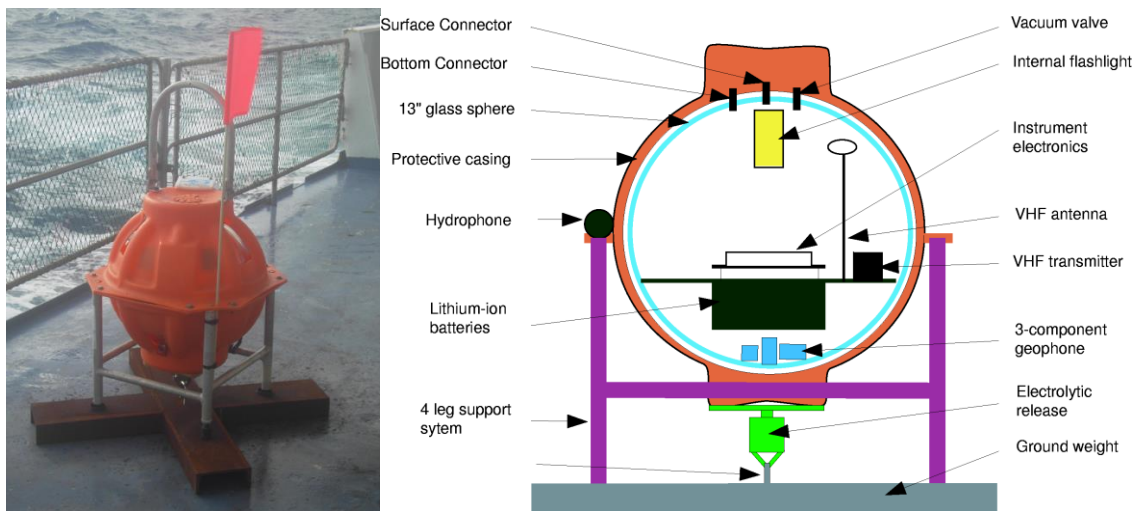 Surface Connector
Bottom Connector
13" glass sphere
Protective casing
Hydrophone
Lithium-ion
batteries
4 leg support
sytem
Vacuum valve
Internal flashlight
Instrument
electronics
VHF antenna
VHF transmitter
3-component
geophone
Electrolytic
release
Ground weight